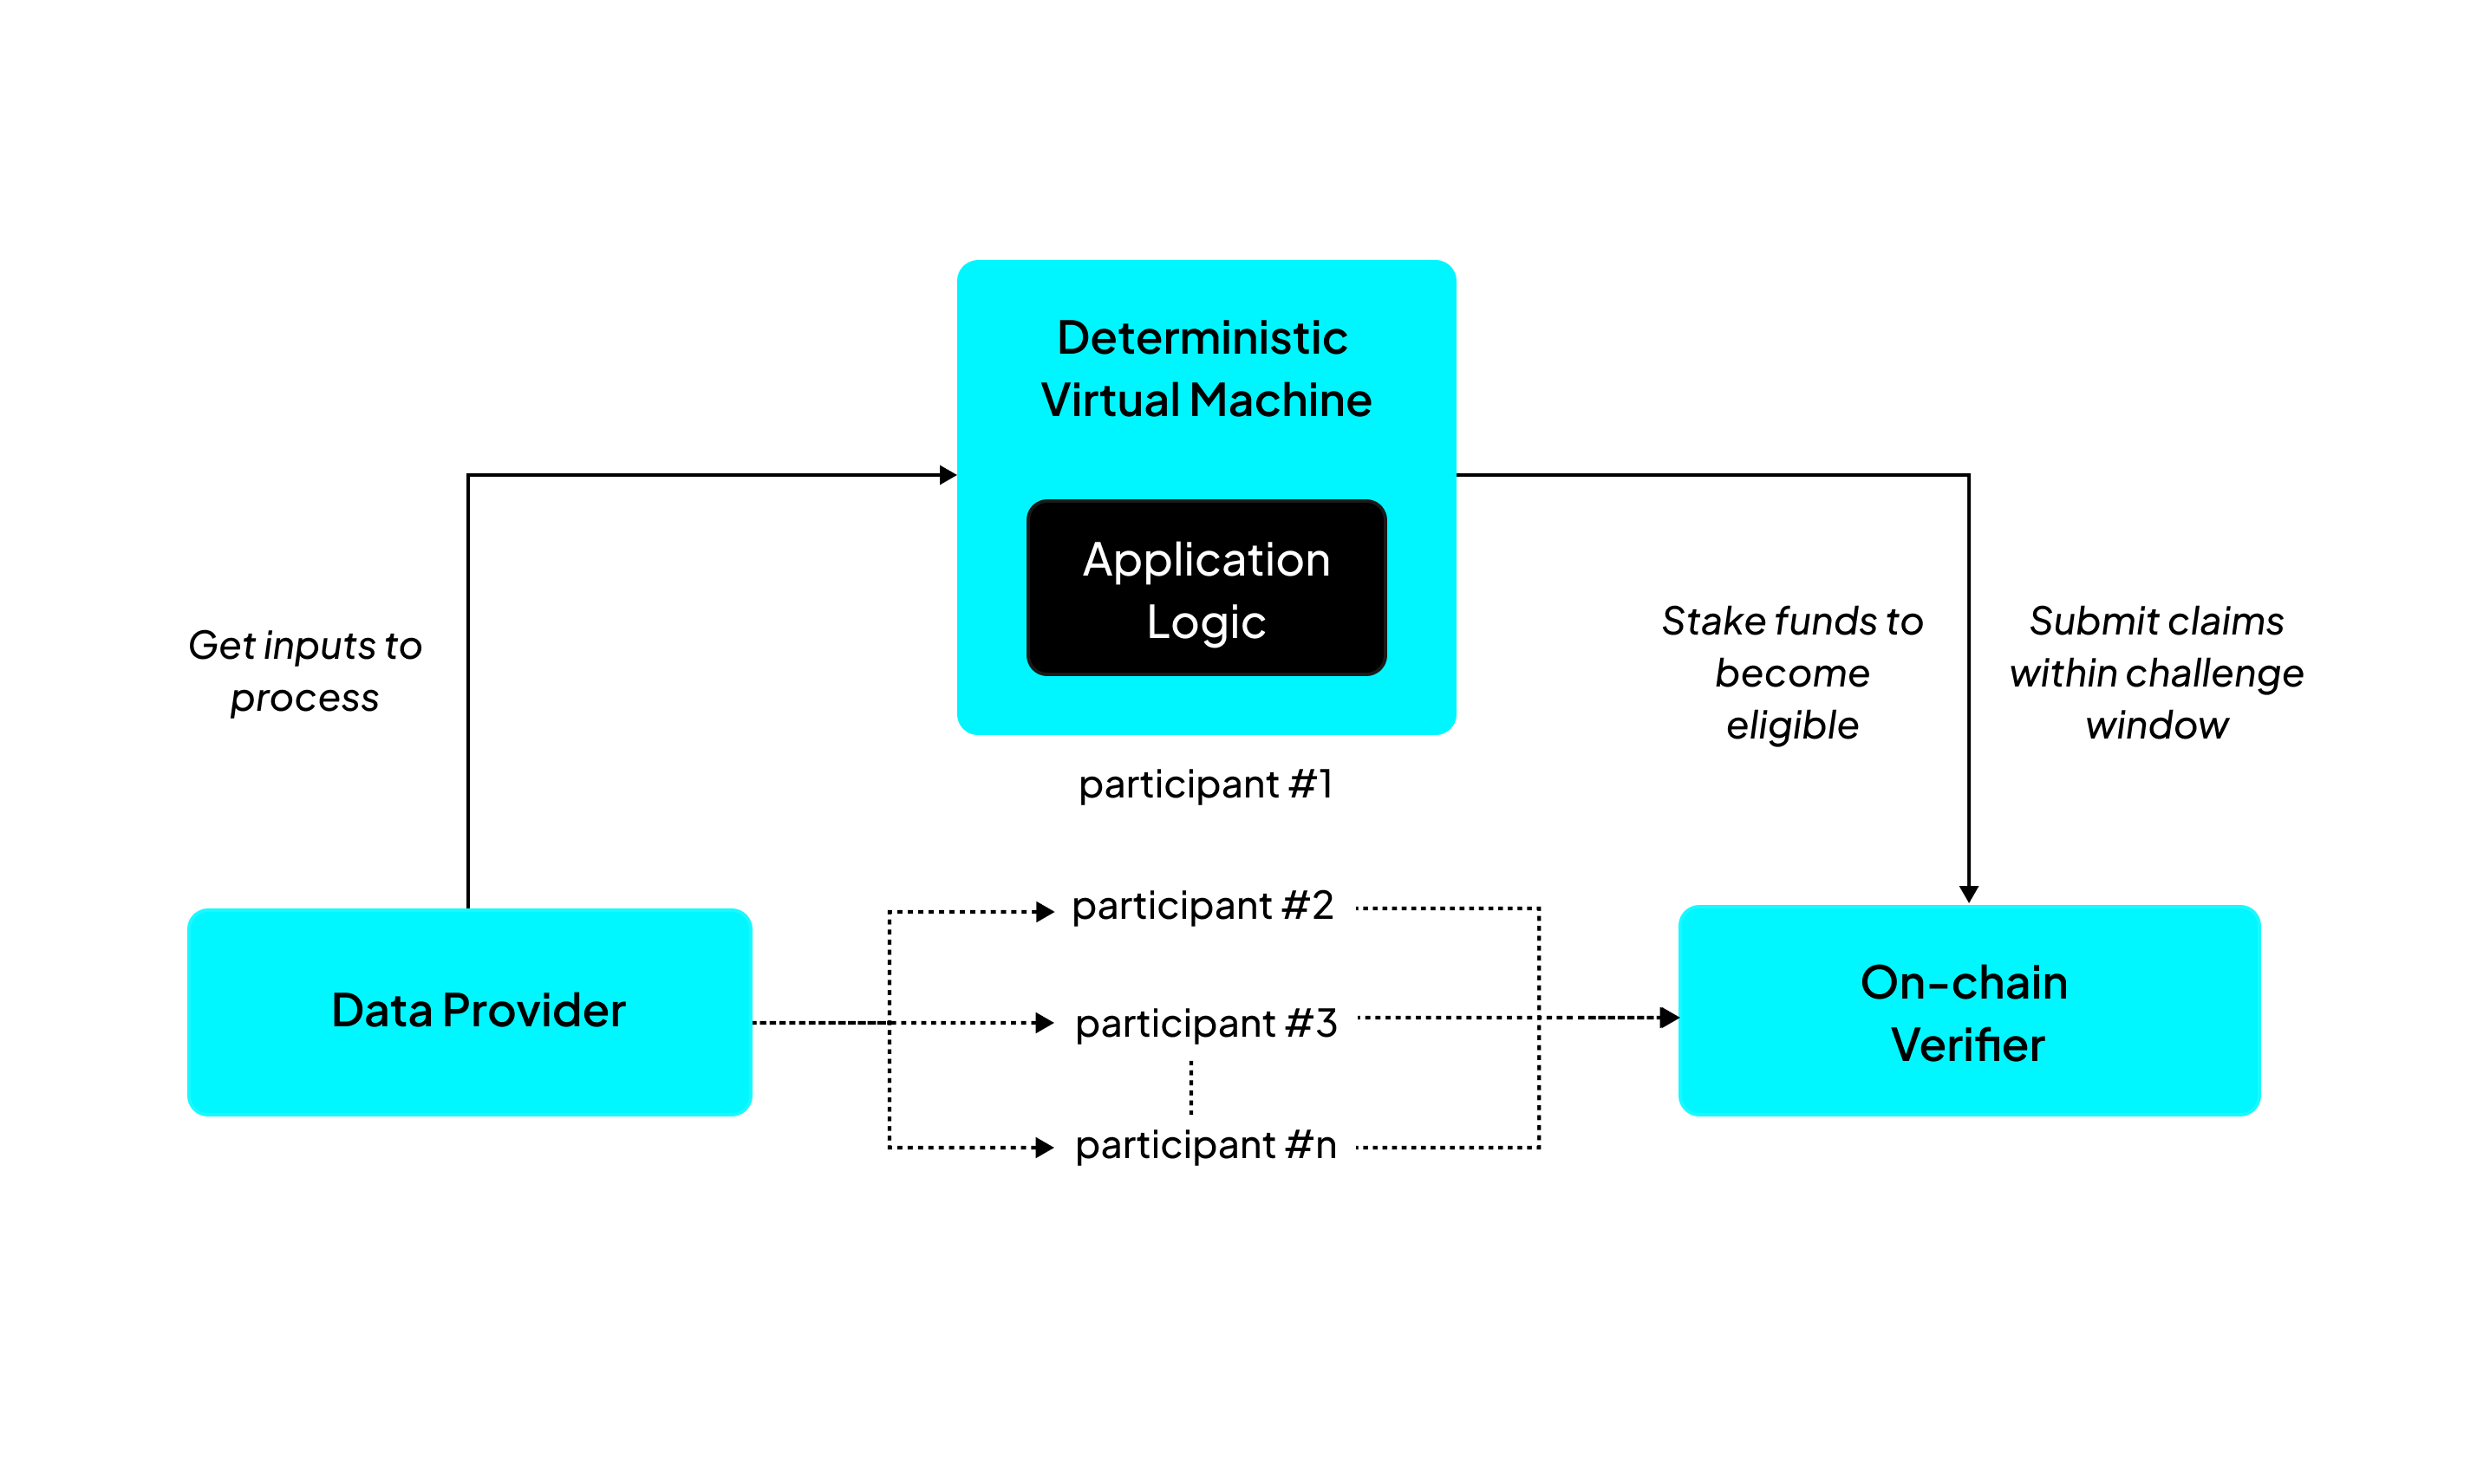 Deterministic
Virtual Machine
Application
Logic
Get inputs to
process
Stake funds to
become
eligible
Submit claims
within challenge
window
participant #1
participant #2
participant #3
participant #n
Data Provider
On-chain
Verifier